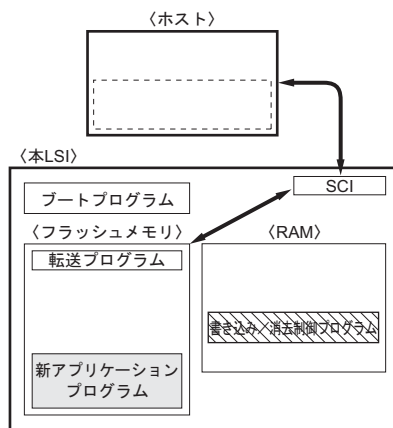 〈ホスト〉
〈本LSI〉
SCI
ブートプログラム
〈フラッシュメモリ〉
〈RAM〉
転送プログラム
書き込み／消去制御プログラム
新アプリケーション
プログラム